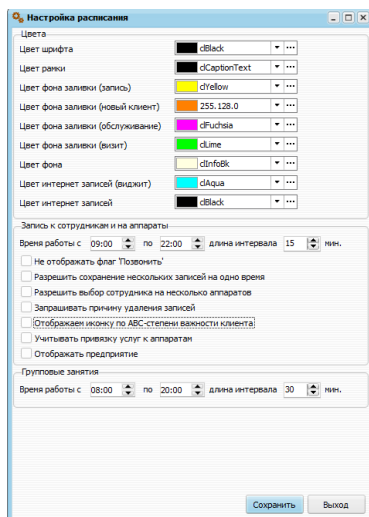 Настройка расписания
Цвета
Цвет шрифта clBlack
Цвет рамки clCaptionText
Цвет фона заливки (запись) clYellow
Цвет фона заливки (новый клиент) 255.128.0
Цвет фона заливки (обслуживание) clFuchsia
Цвет фона заливки (визит) clLime
Цвет фона clInfoBk
Цвет интернет записей (виджит) clAqua
Цвет интернет записей clBlack
Запись к сотрудникам и на аппараты
Время работы с 09:00 по 22:00 длина интервала 15 мин.
Не отображать флаг 'Позвонить'
Разрешить сохранение нескольких записей на одно время
Разрешить выбор сотрудника на несколько аппаратов
Запрашивать причину удаления записей
Отображаем иконку по ABC-степени важности клиента
Учитывать привязку услуг к аппаратам
Отображать предприятие
Групповые занятия
Время работы с 08:00 по 20:00 длина интервала 30 мин.
Сохранить Выход